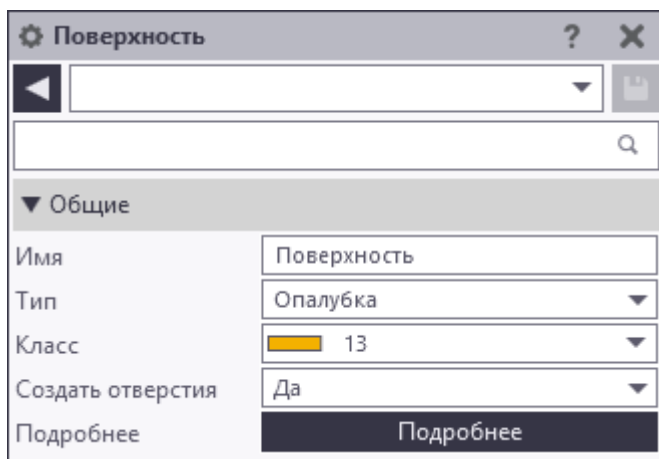 Поверхность ?
Общие
Имя Поверхность
Тип Опалубка
Класс 13
Создать отверстия Да
Подробнее Подробнее